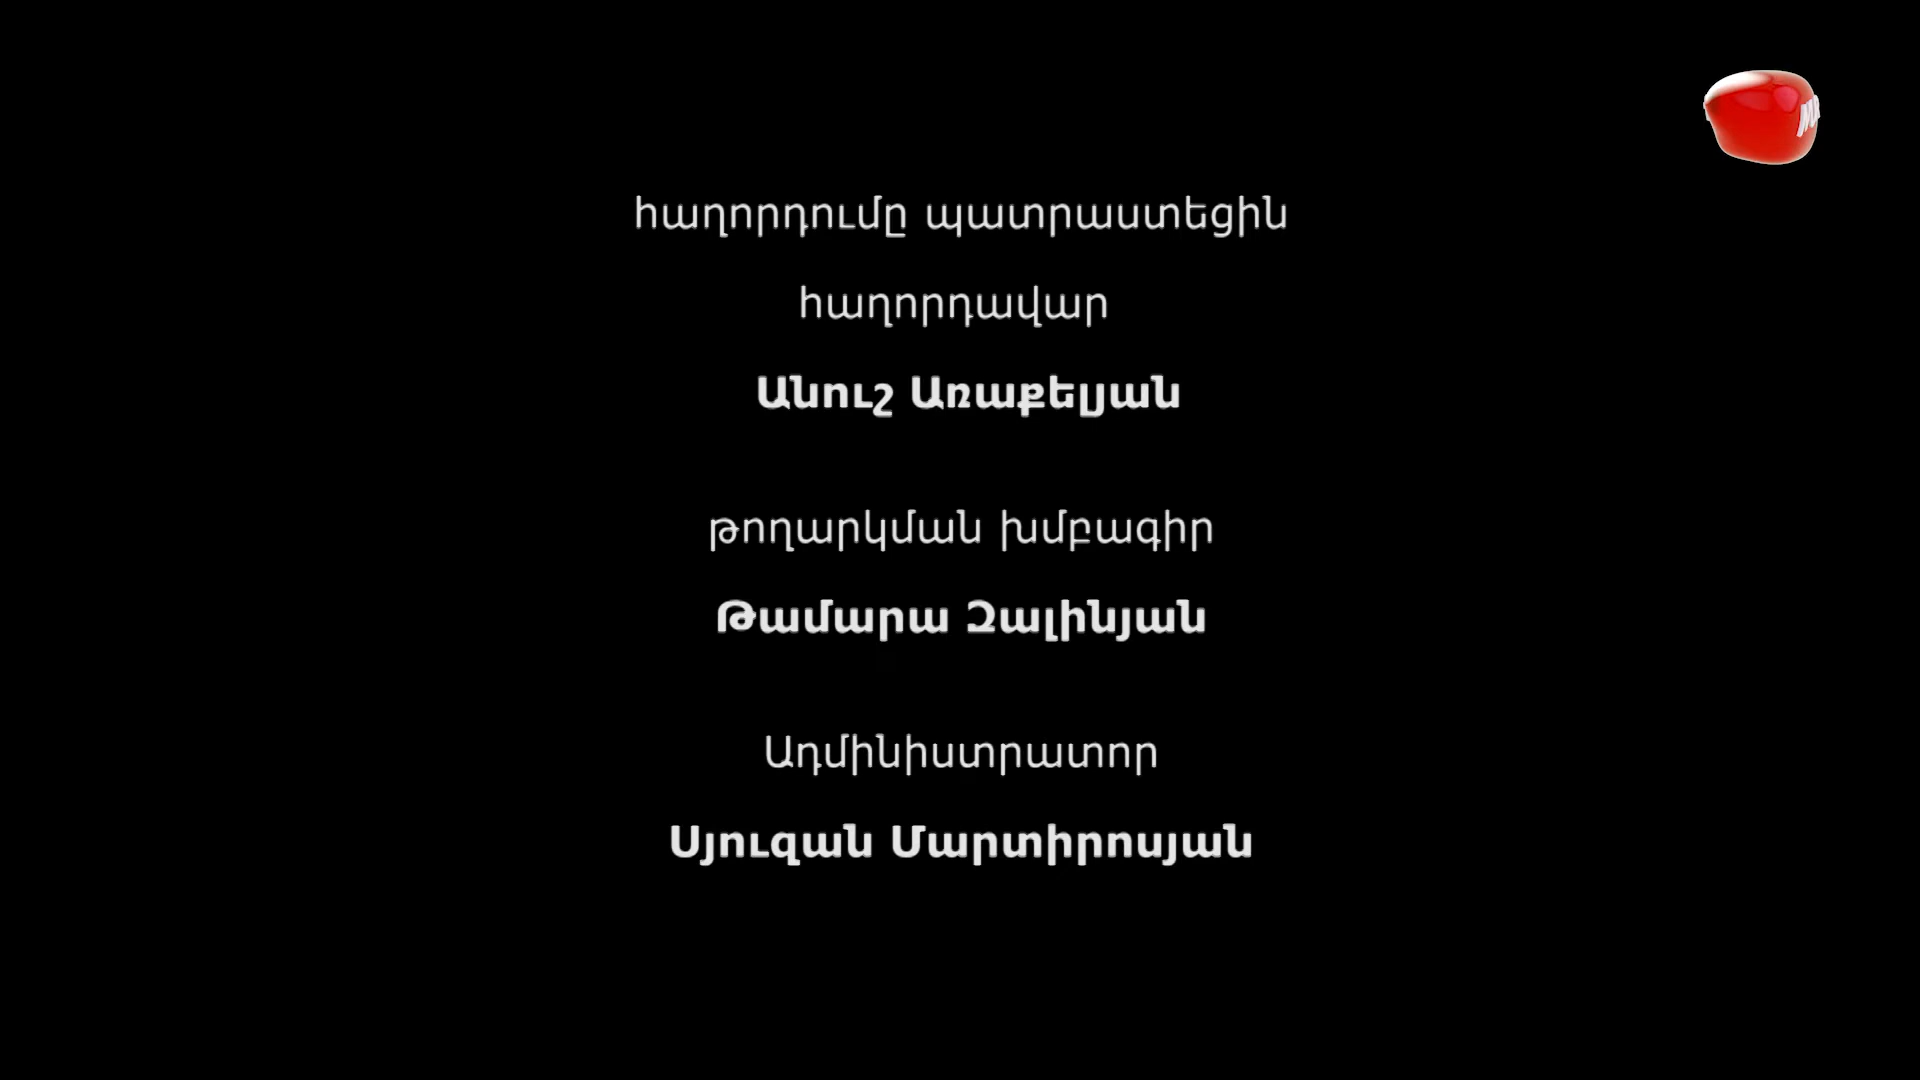 հաղորդումը պատրաստեցին
հաղորդավար
Անուշ Առաքելյան
թողարկման խմբագիր
Թամարա Չալինյան
Ադմինիստրատոր
Սյուզան Մարտիրոսյան